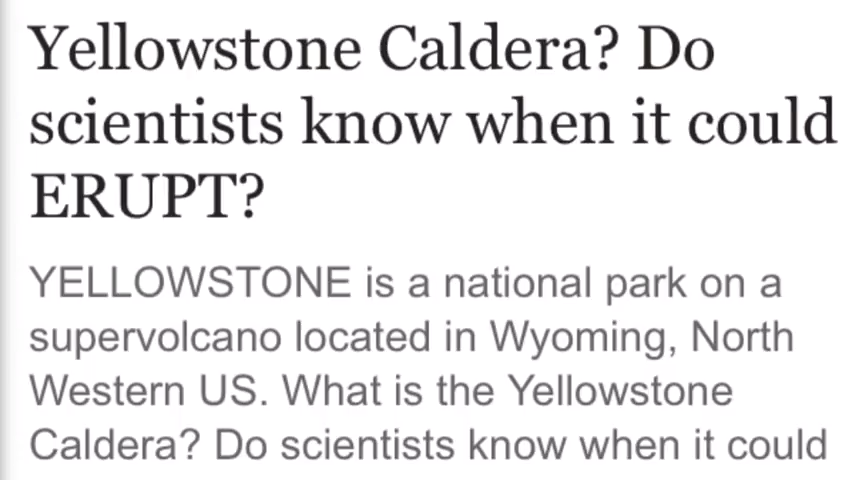 Yellowstone Caldera? Do
scientists know when it could
ERUPT?
YELLOWSTONE is a national park on a
supervolcano located in Wyoming, North
Western US. What is the Yellowstone
Caldera? Do scientists know when it could